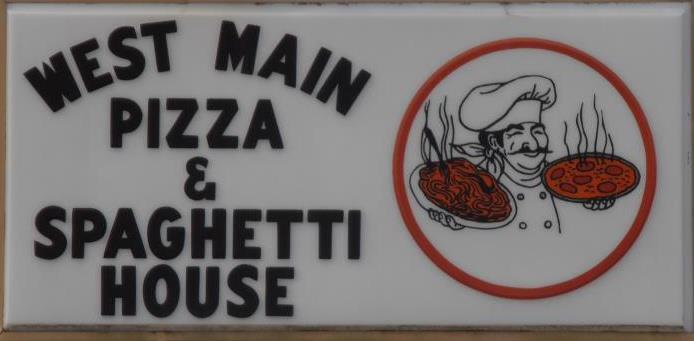 WEST MAIN
PIZZA
&
SPAGHETTI
HOUSE